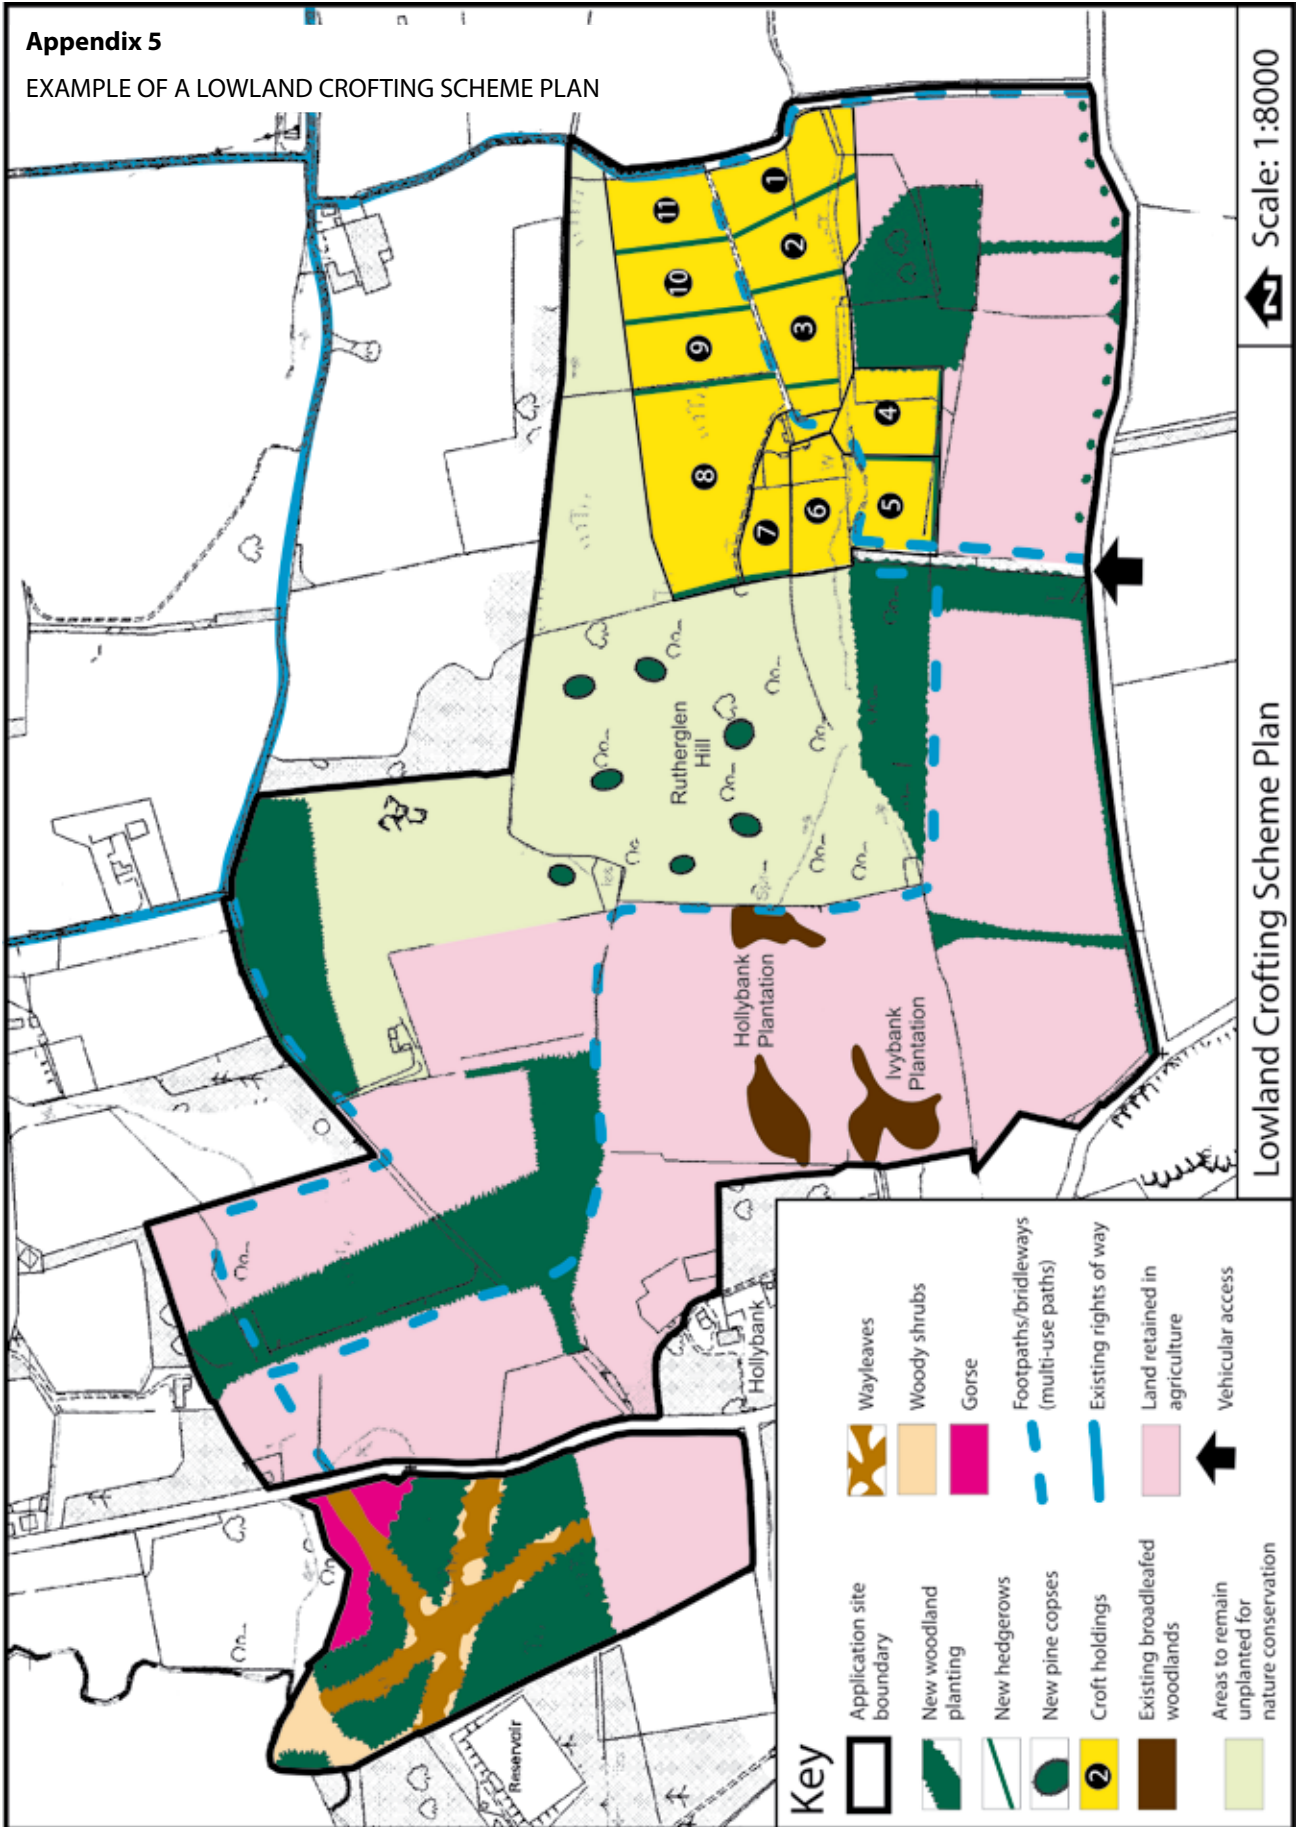 Appendix 5
EXAMPLE OF A LOWLAND CROFTING SCHEME PLAN
11
10
9
8
7
6
5
4
3
2
1
Rutherglen
Hill
Hollybank
Plantation
Ivybank
Plantation
Hollybank
Reservoir
Key
Application site
boundary
New woodland
planting
New hedgerows
New pine copses
2
Croft holdings
Existing broadleafed
woodlands
Areas to remain
unplanted for
nature conservation
Wayleaves
Woody shrubs
Gorse
Footpaths/bridleways
(multi-use paths)
Existing rights of way
Land retained in
agriculture
Vehicular access
Lowland Crofting Scheme Plan
N
Scale: 1:8000